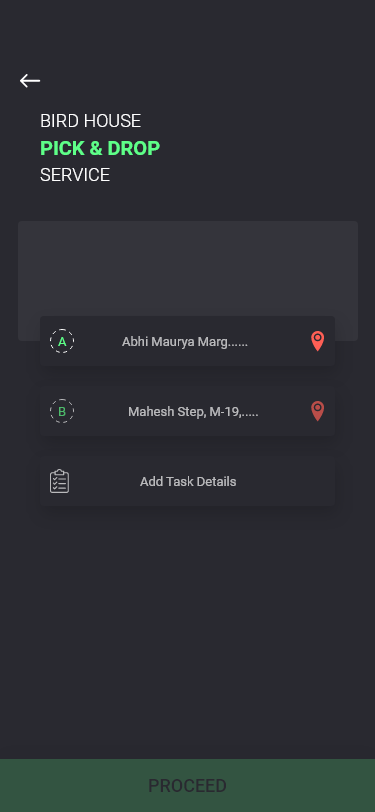 BIRD HOUSE
PICK & DROP
SERVICE
A Abhi Maurya Marg......
B Mahesh Step, M-19,.....
Add Task Details
PROCEED